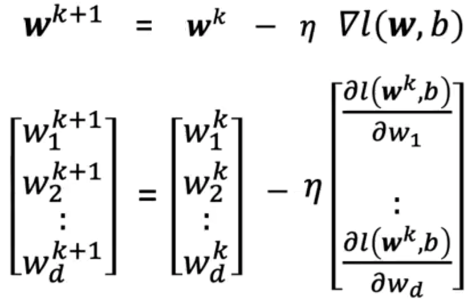 𝒘^{k+1} = 𝒘^k − η ∇l(𝒘, b)
[w_1^{k+1} w_2^{k+1} ⋮ w_d^{k+1}] = [w_1^k w_2^k ⋮ w_d^k] − η [∂l(𝒘^k,b)/∂w_1 ⋮ ∂l(𝒘^k,b)/∂w_d]